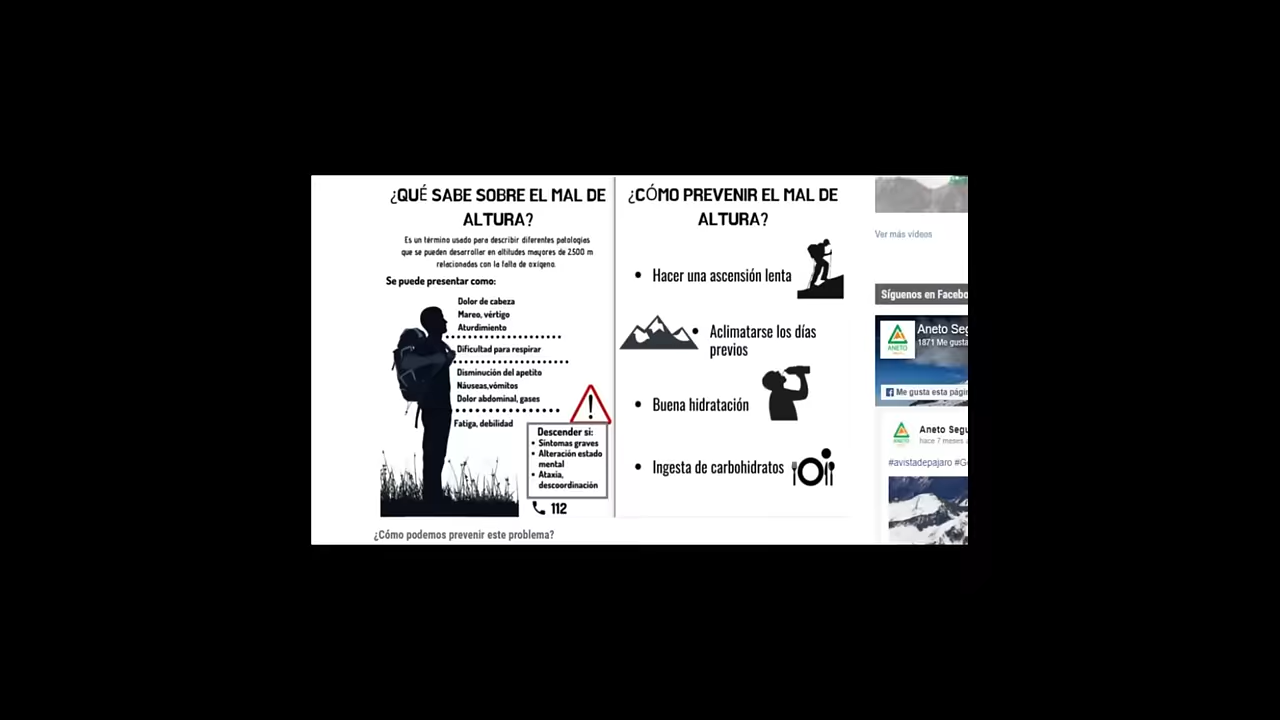 ¿QUÉ SABE SOBRE EL MAL DE
ALTURA?
Es un término usado para describir diferentes patologías
que se pueden desarrollar en altitudes mayores de 2500 m
relacionadas con la falta de oxígeno.
Se puede presentar como:
Dolor de cabeza
Mareo, vértigo
Aturdimiento
Dificultad para respirar
Disminución del apetito
Náuseas,vómitos
Dolor abdominal, gases
Fatiga, debilidad
Descender si:
• Síntomas graves
• Alteración estado
mental
• Ataxia,
descoordinación
112
¿CÓMO PREVENIR EL MAL DE
ALTURA?
• Hacer una ascensión lenta
• Aclimatarse los días
previos
• Buena hidratación
• Ingesta de carbohidratos
¿Cómo podemos prevenir este problema?
Ver más vídeos
Síguenos en Facebo
ANETO
Aneto Seg
1871 Me gusta
Me gusta esta págin
Aneto Segu
hace 7 meses
#avistadepajaro #G